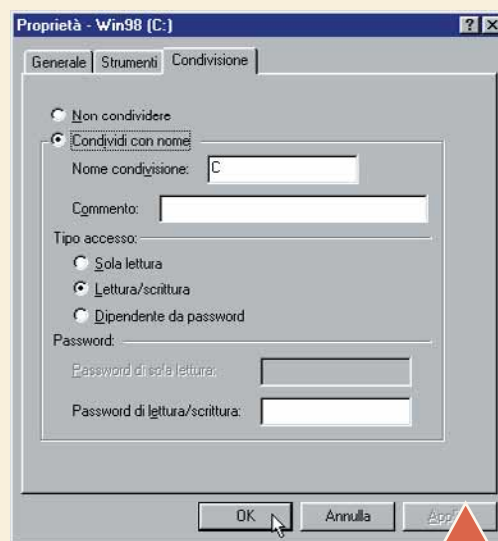 Proprietà - Win98 (C:)
Generale Strumenti Condivisione
Non condividere
Condividi con nome
Nome condivisione: C
Commento:
Tipo accesso:
Sola lettura
Lettura/scrittura
Dipendente da password
Password:
Password di sola lettura:
Password di lettura/scrittura:
OK Annulla